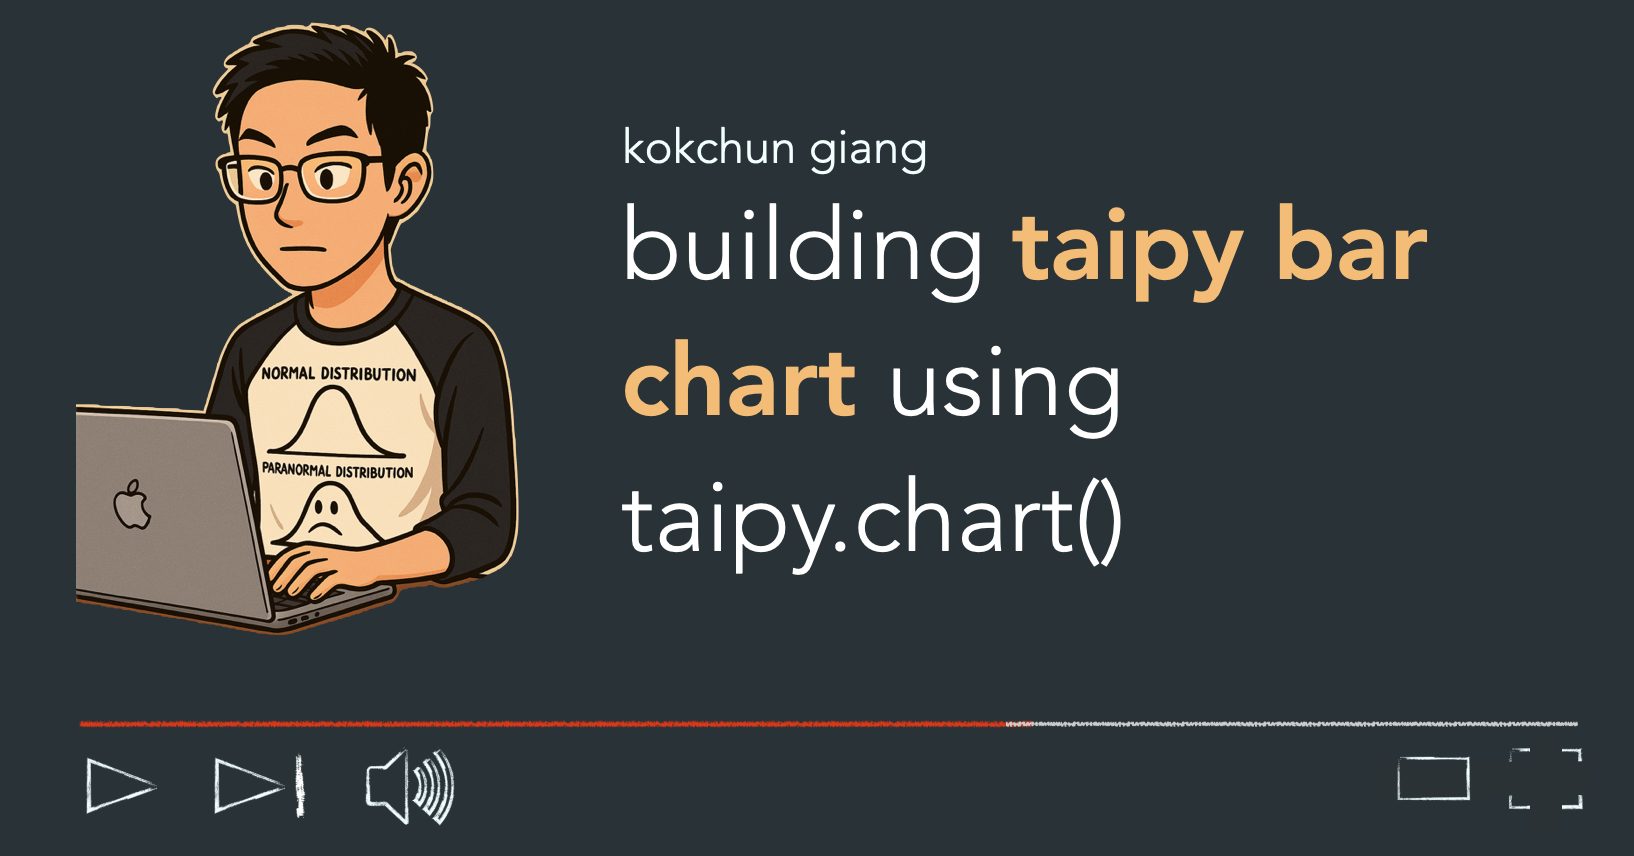 kokchun giang
building taipy bar
chart using
taipy.chart()
NORMAL DISTRIBUTION
PARANORMAL DISTRIBUTION